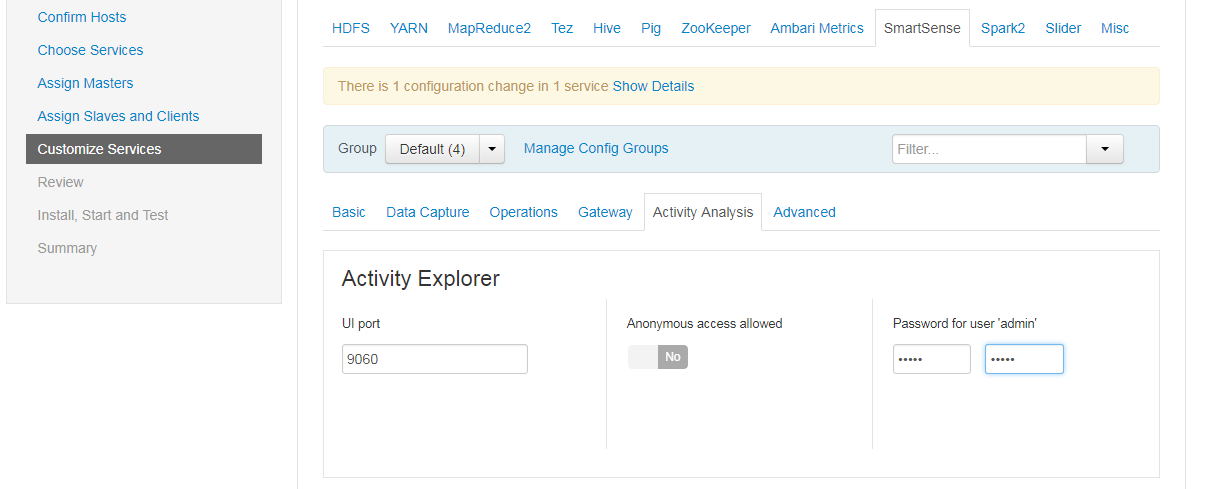 Confirm Hosts
Choose Services
Assign Masters
Assign Slaves and Clients
Customize Services
Review
Install, Start and Test
Summary
HDFS YARN MapReduce2 Tez Hive Pig ZooKeeper Ambari Metrics SmartSense Spark2 Slider Misc
There is 1 configuration change in 1 service Show Details
Group Default (4) Manage Config Groups Filter...
Basic Data Capture Operations Gateway Activity Analysis Advanced
Activity Explorer
UI port Anonymous access allowed Password for user 'admin'
9060 No ••••• •••••